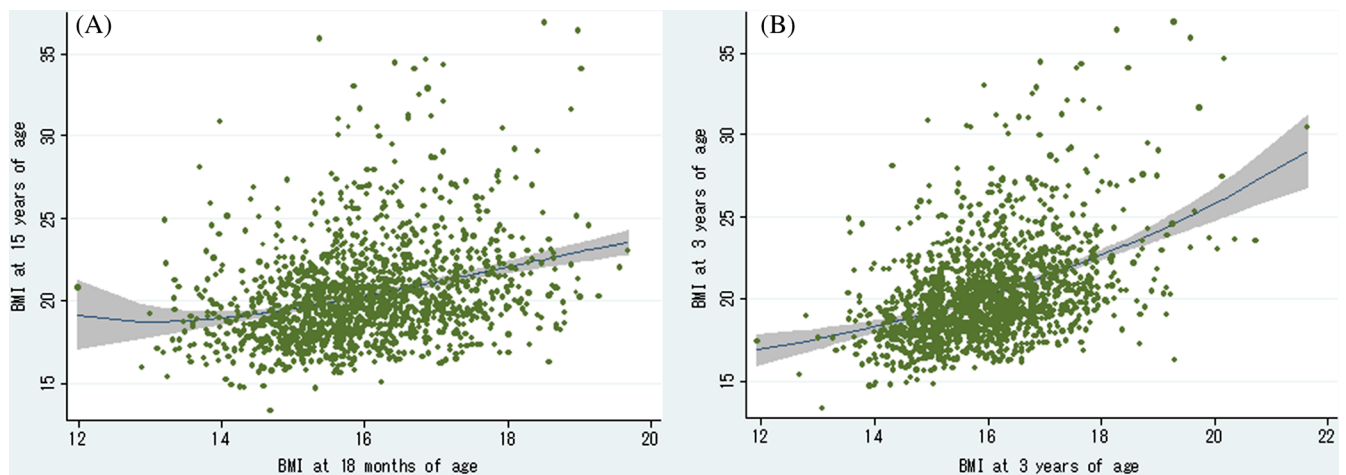 (A)
35
30
25
20
15
BMI at 15 years of age
12 14 16 18 20
BMI at 18 months of age
(B)
35
30
25
20
15
BMI at 3 years of age
12 14 16 18 20 22
BMI at 3 years of age